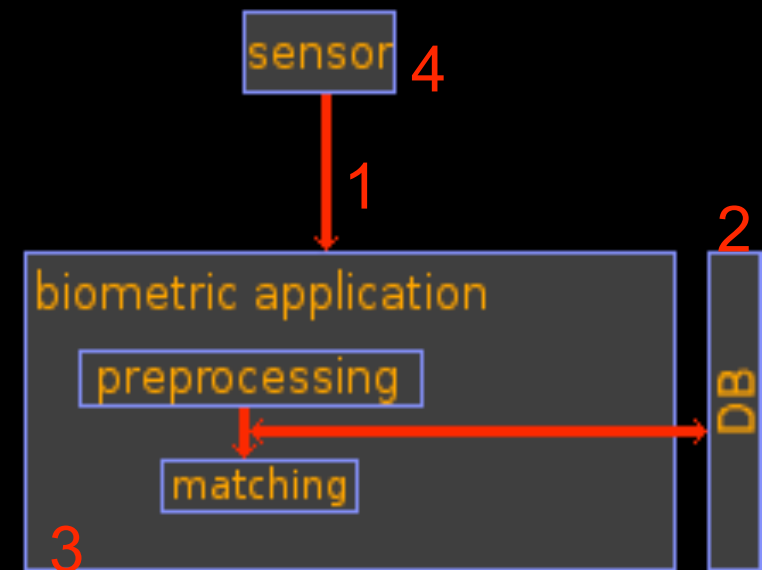 sensor
4
1
2
biometric application
preprocessing
DB
matching
3